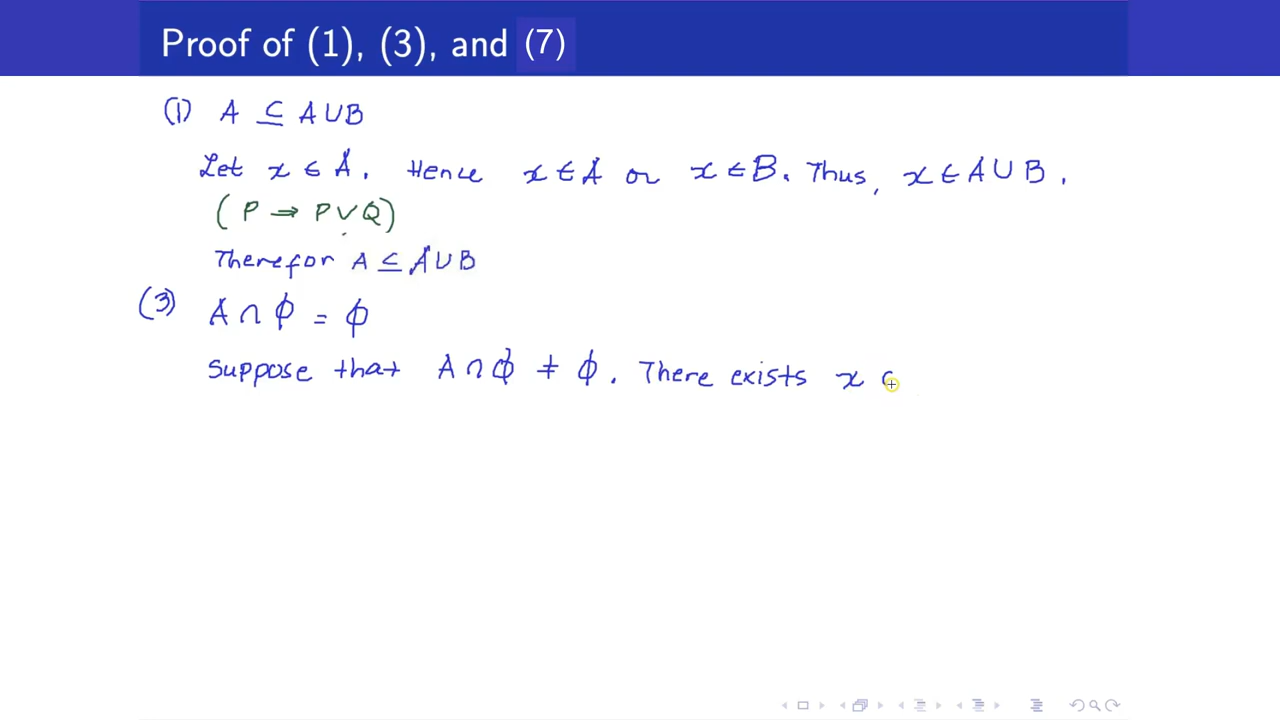 Proof of (1), (3), and (7)
(1) A ⊆ A ∪ B
Let x ∈ A. Hence x ∈ A or x ∈ B. Thus, x ∈ A ∪ B.
(P ⇒ P ∨ Q)
Therefor A ⊆ A ∪ B
(3) A ∩ ϕ = ϕ
Suppose that A ∩ ϕ ≠ ϕ. There exists x